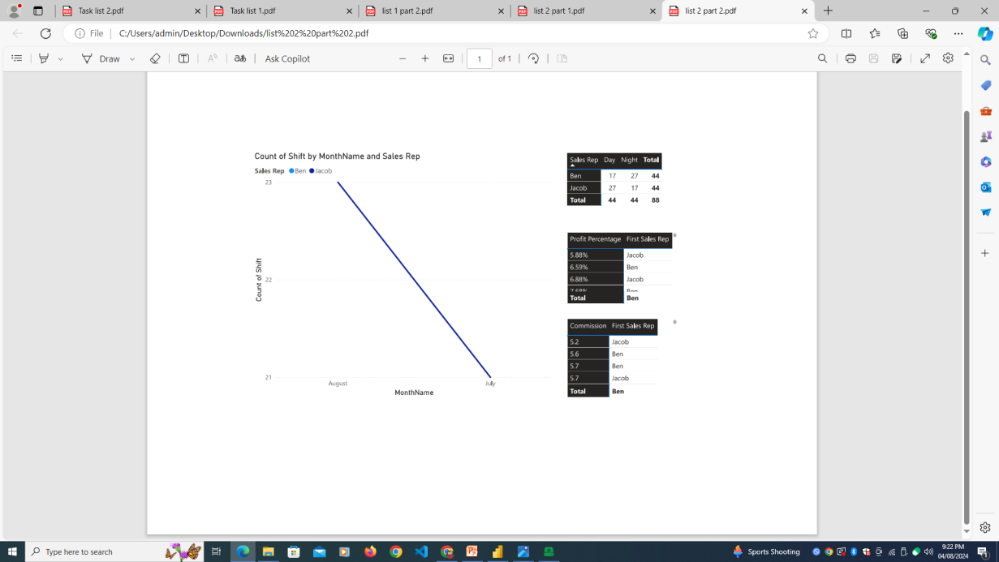 Task list 2.pdf
Task list 1.pdf
list 1 part 2.pdf
list 2 part 1.pdf
list 2 part 2.pdf
File C:/Users/admin/Desktop/Downloads/list%202%20part%202.pdf
Draw Ask Copilot 1 of 1
Count of Shift by MonthName and Sales Rep
Sales Rep Ben Jacob
23
22
21
Count of Shift
August July
MonthName
Sales Rep Day Night Total
Ben 17 27 44
Jacob 27 17 44
Total 44 44 88
Profit Percentage First Sales Rep
5.88% Jacob
6.59% Ben
6.88% Jacob
7.68% Ben
Total Ben
Commission First Sales Rep
5.2 Jacob
5.6 Ben
5.7 Ben
5.7 Jacob
Total Ben
Type here to search
Sports Shooting
9:22 PM
04/08/2024